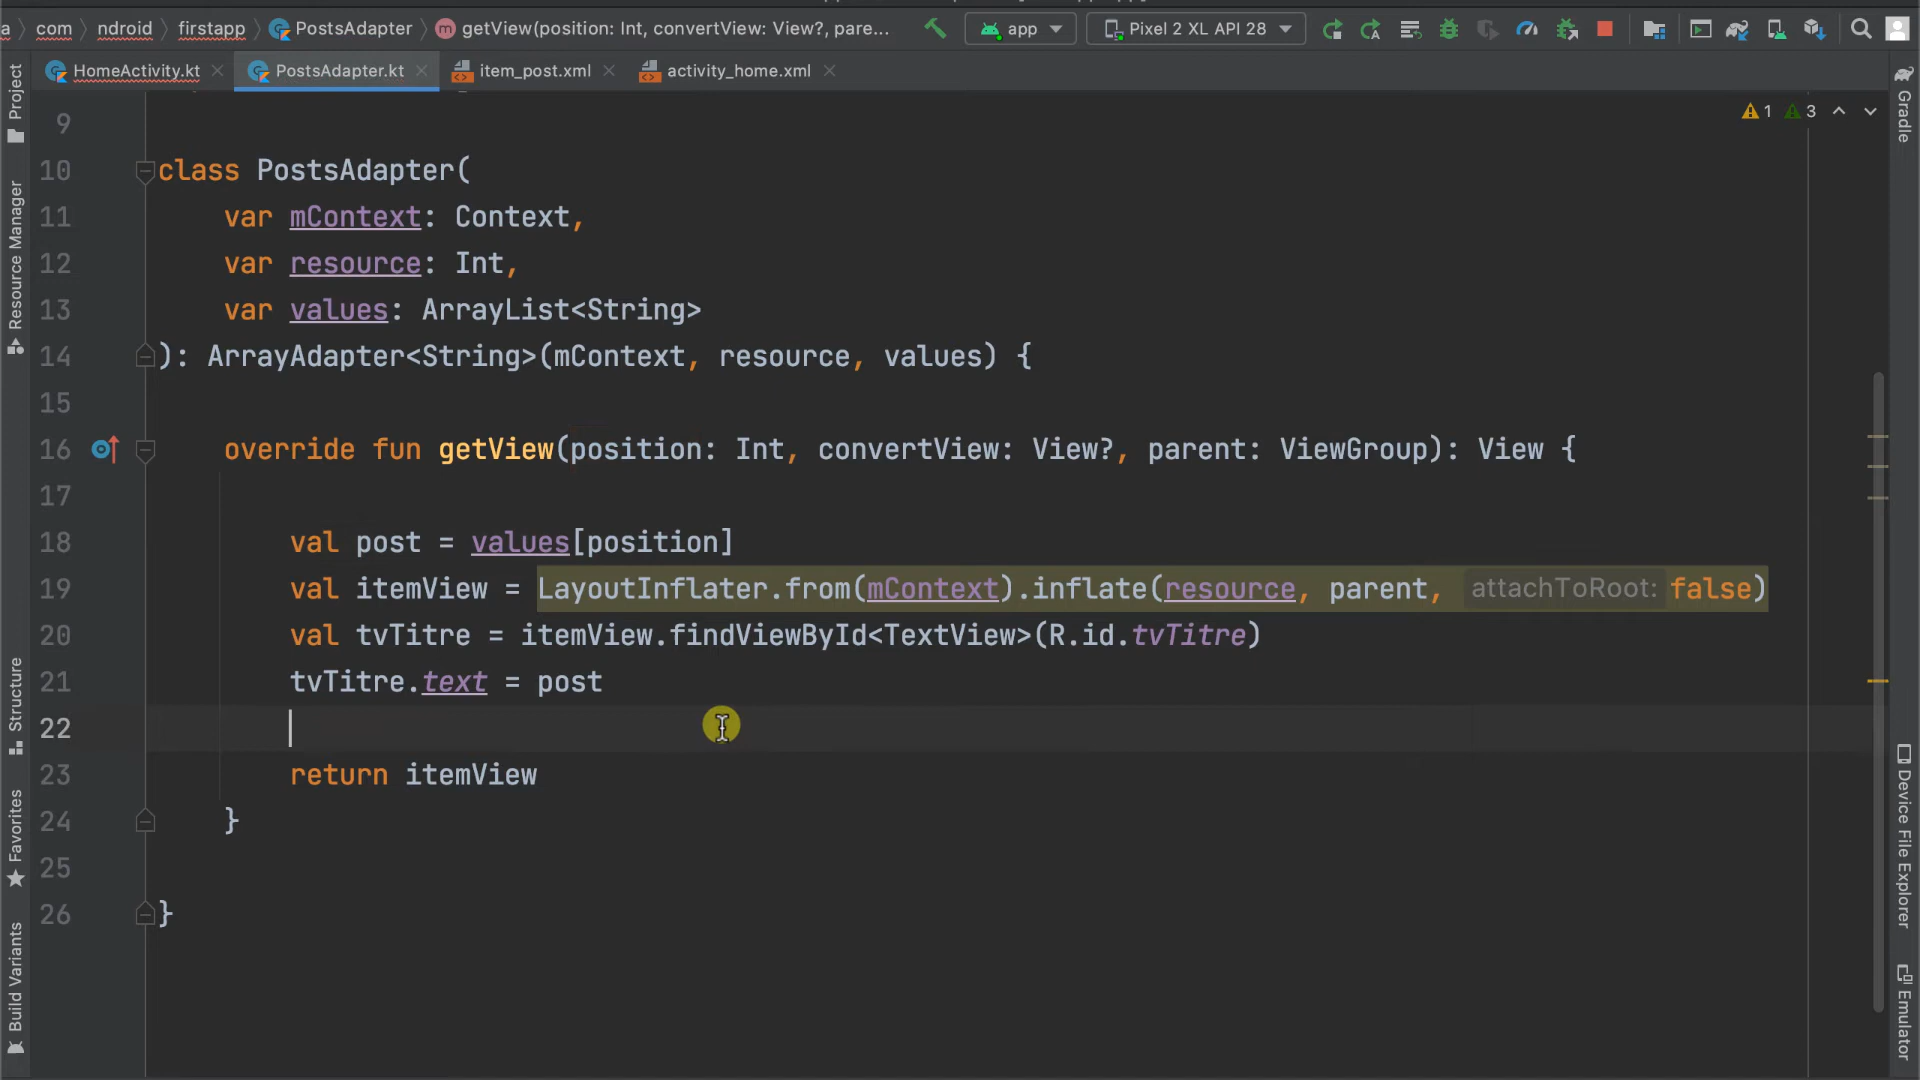 a com ndroid firstapp PostsAdapter getView(position: Int, convertView: View?, pare... app Pixel 2 XL API 28
HomeActivity.kt PostsAdapter.kt item_post.xml activity_home.xml
1 3
9
10 class PostsAdapter(
11 var mContext: Context,
12 var resource: Int,
13 var values: ArrayList<String>
14 ): ArrayAdapter<String>(mContext, resource, values) {
15
16 override fun getView(position: Int, convertView: View?, parent: ViewGroup): View {
17
18 val post = values[position]
19 val itemView = LayoutInflater.from(mContext).inflate(resource, parent, attachToRoot: false)
20 val tvTitre = itemView.findViewById<TextView>(R.id.tvTitre)
21 tvTitre.text = post
22
23 return itemView
24 }
25
26 }
Project
Resource Manager
Structure
Favorites
Build Variants
Gradle
Device File Explorer
Emulator